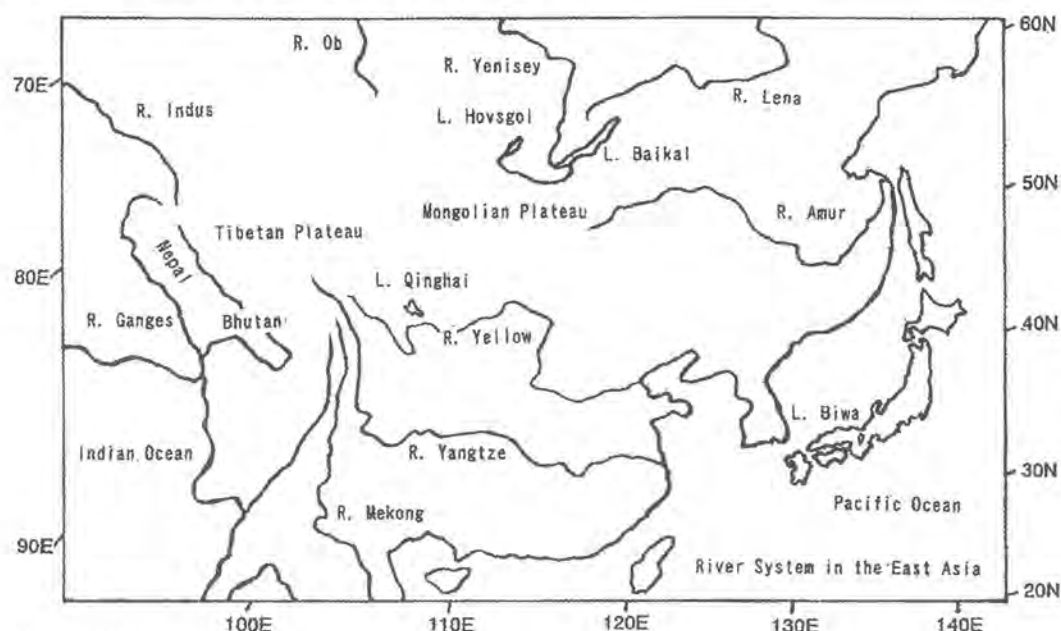 60N
R. Ob
R. Yenisey
70E
R. Lena
R. Indus
L. Hovsgol
L. Baikal
50N
Mongolian Plateau
R. Amur
Tibetan Plateau
Nepal
80E
L. Qinghai
R. Ganges
Bhutan
R. Yellow
40N
L. Biwa
Indian Ocean
R. Yangtze
30N
Pacific Ocean
R. Mekong
90E
River System in the East Asia
20N
100E
110E
120E
130E
140E